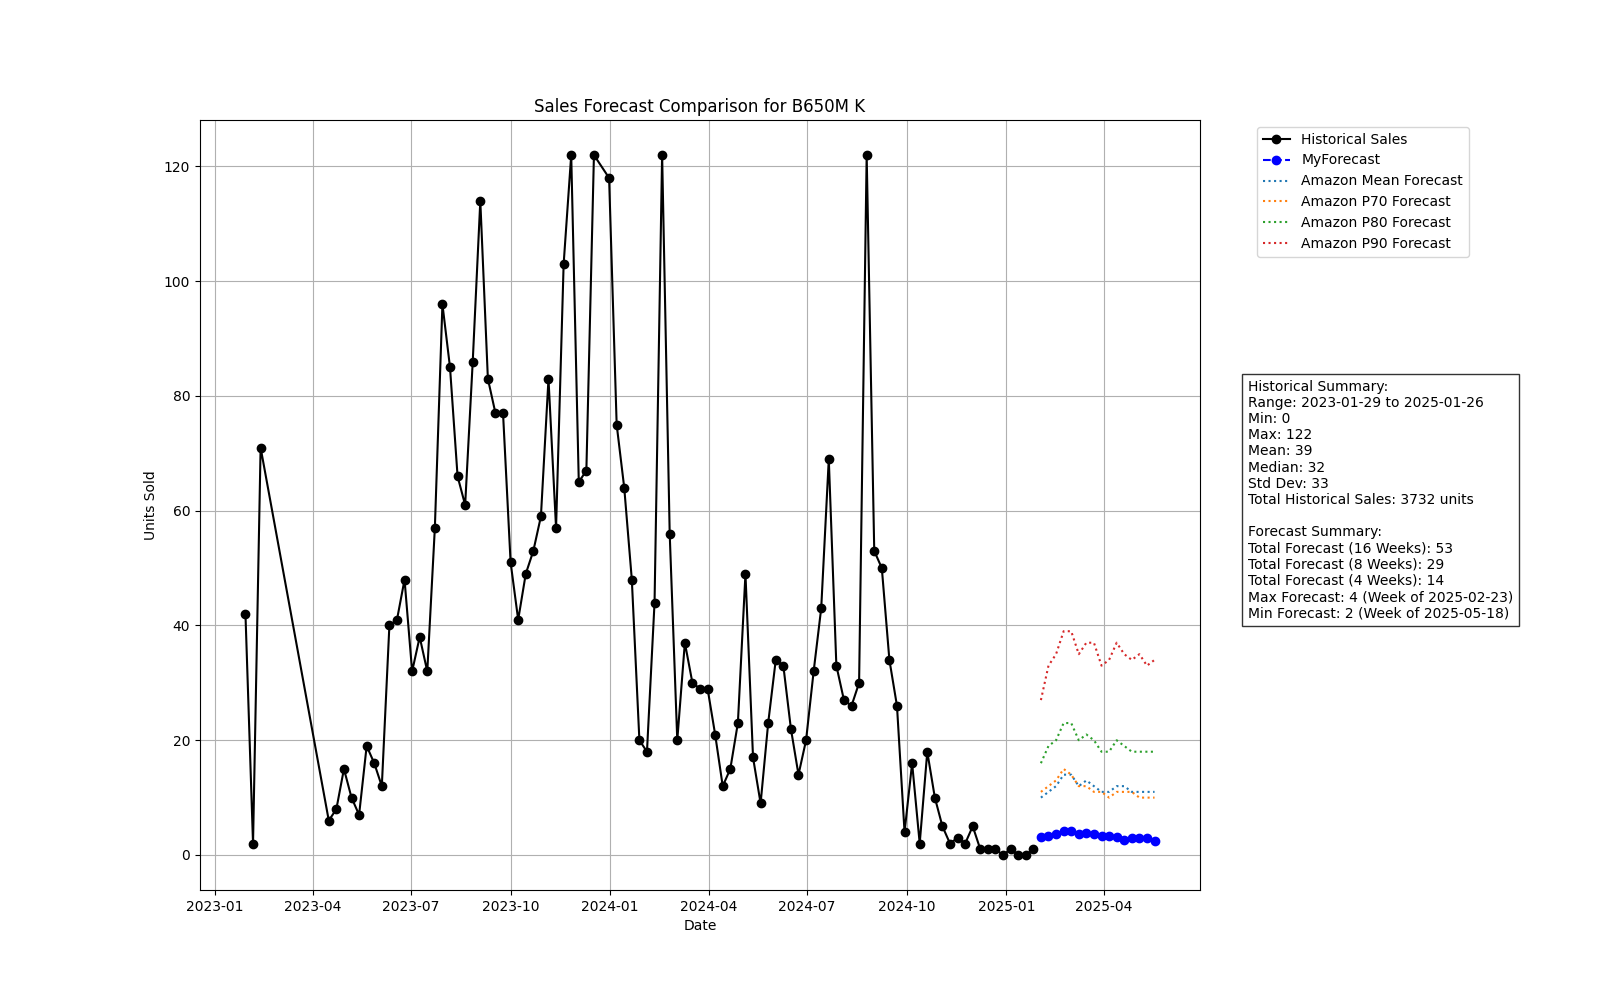 Sales Forecast Comparison for B650M K
Historical Sales
MyForecast
Amazon Mean Forecast
Amazon P70 Forecast
Amazon P80 Forecast
Amazon P90 Forecast
120
100
80
60
40
20
0
Units Sold
Historical Summary:
Range: 2023-01-29 to 2025-01-26
Min: 0
Max: 122
Mean: 39
Median: 32
Std Dev: 33
Total Historical Sales: 3732 units
Forecast Summary:
Total Forecast (16 Weeks): 53
Total Forecast (8 Weeks): 29
Total Forecast (4 Weeks): 14
Max Forecast: 4 (Week of 2025-02-23)
Min Forecast: 2 (Week of 2025-05-18)
2023-01 2023-04 2023-07 2023-10 2024-01 2024-04 2024-07 2024-10 2025-01 2025-04
Date